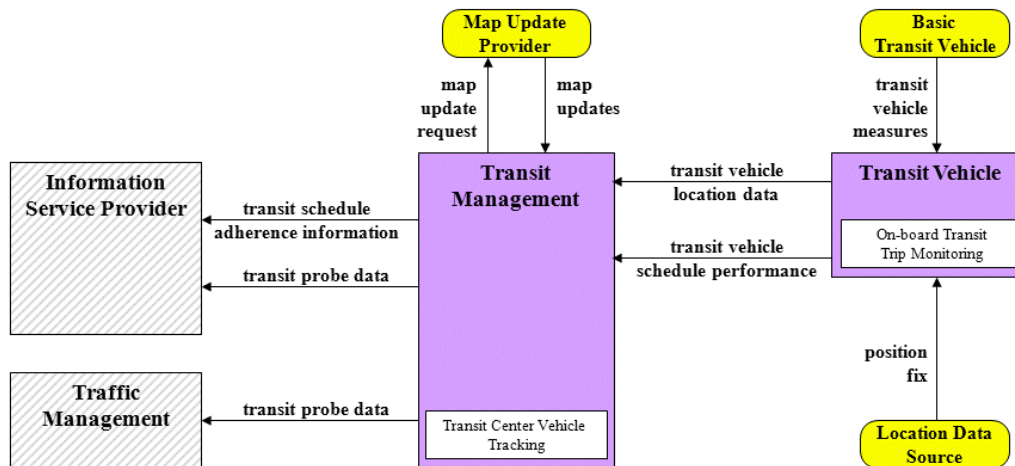 Map Update
Provider
Basic
Transit Vehicle
map
update
request
map
updates
transit
vehicle
measures
Information
Service Provider
Transit
Management
Transit Vehicle
transit vehicle
location data
transit schedule
adherence information
On-board Transit
Trip Monitoring
transit vehicle
schedule performance
transit probe data
position
fix
Traffic
Management
transit probe data
Transit Center Vehicle
Tracking
Location Data
Source